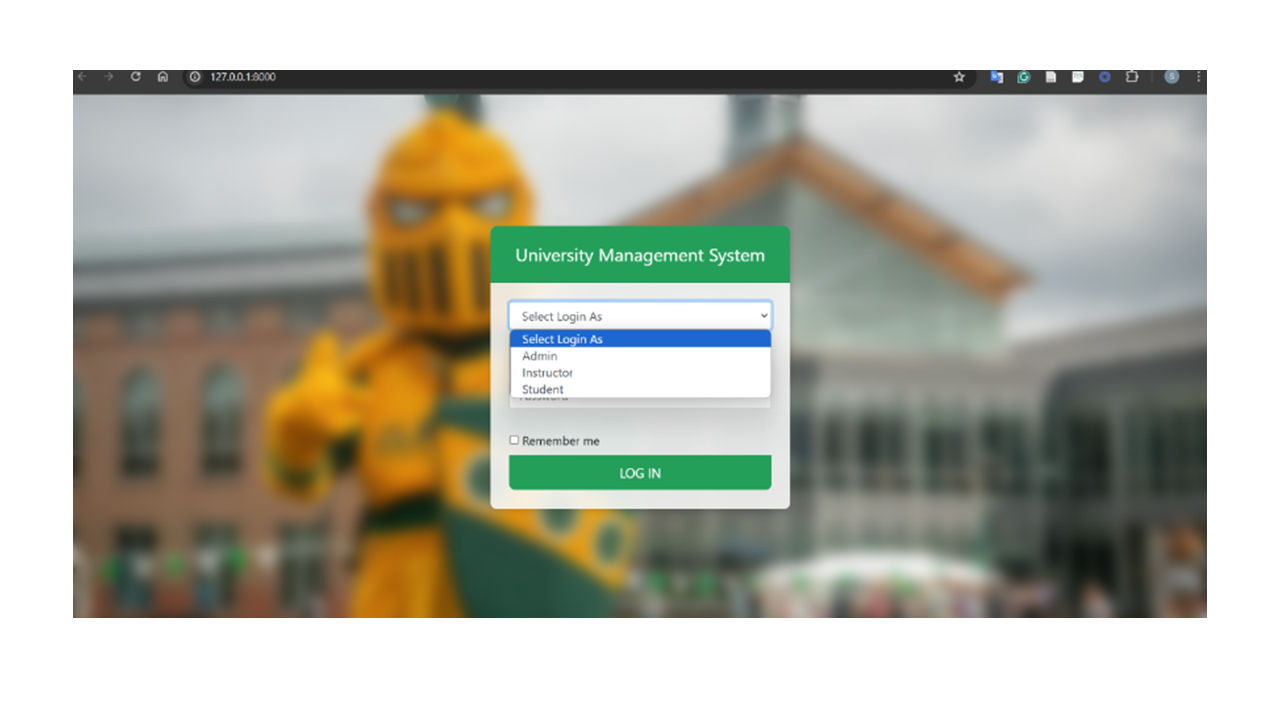 127.0.0.1:8000
University Management System
Select Login As
Select Login As
Admin
Instructor
Student
Password
Remember me
LOG IN